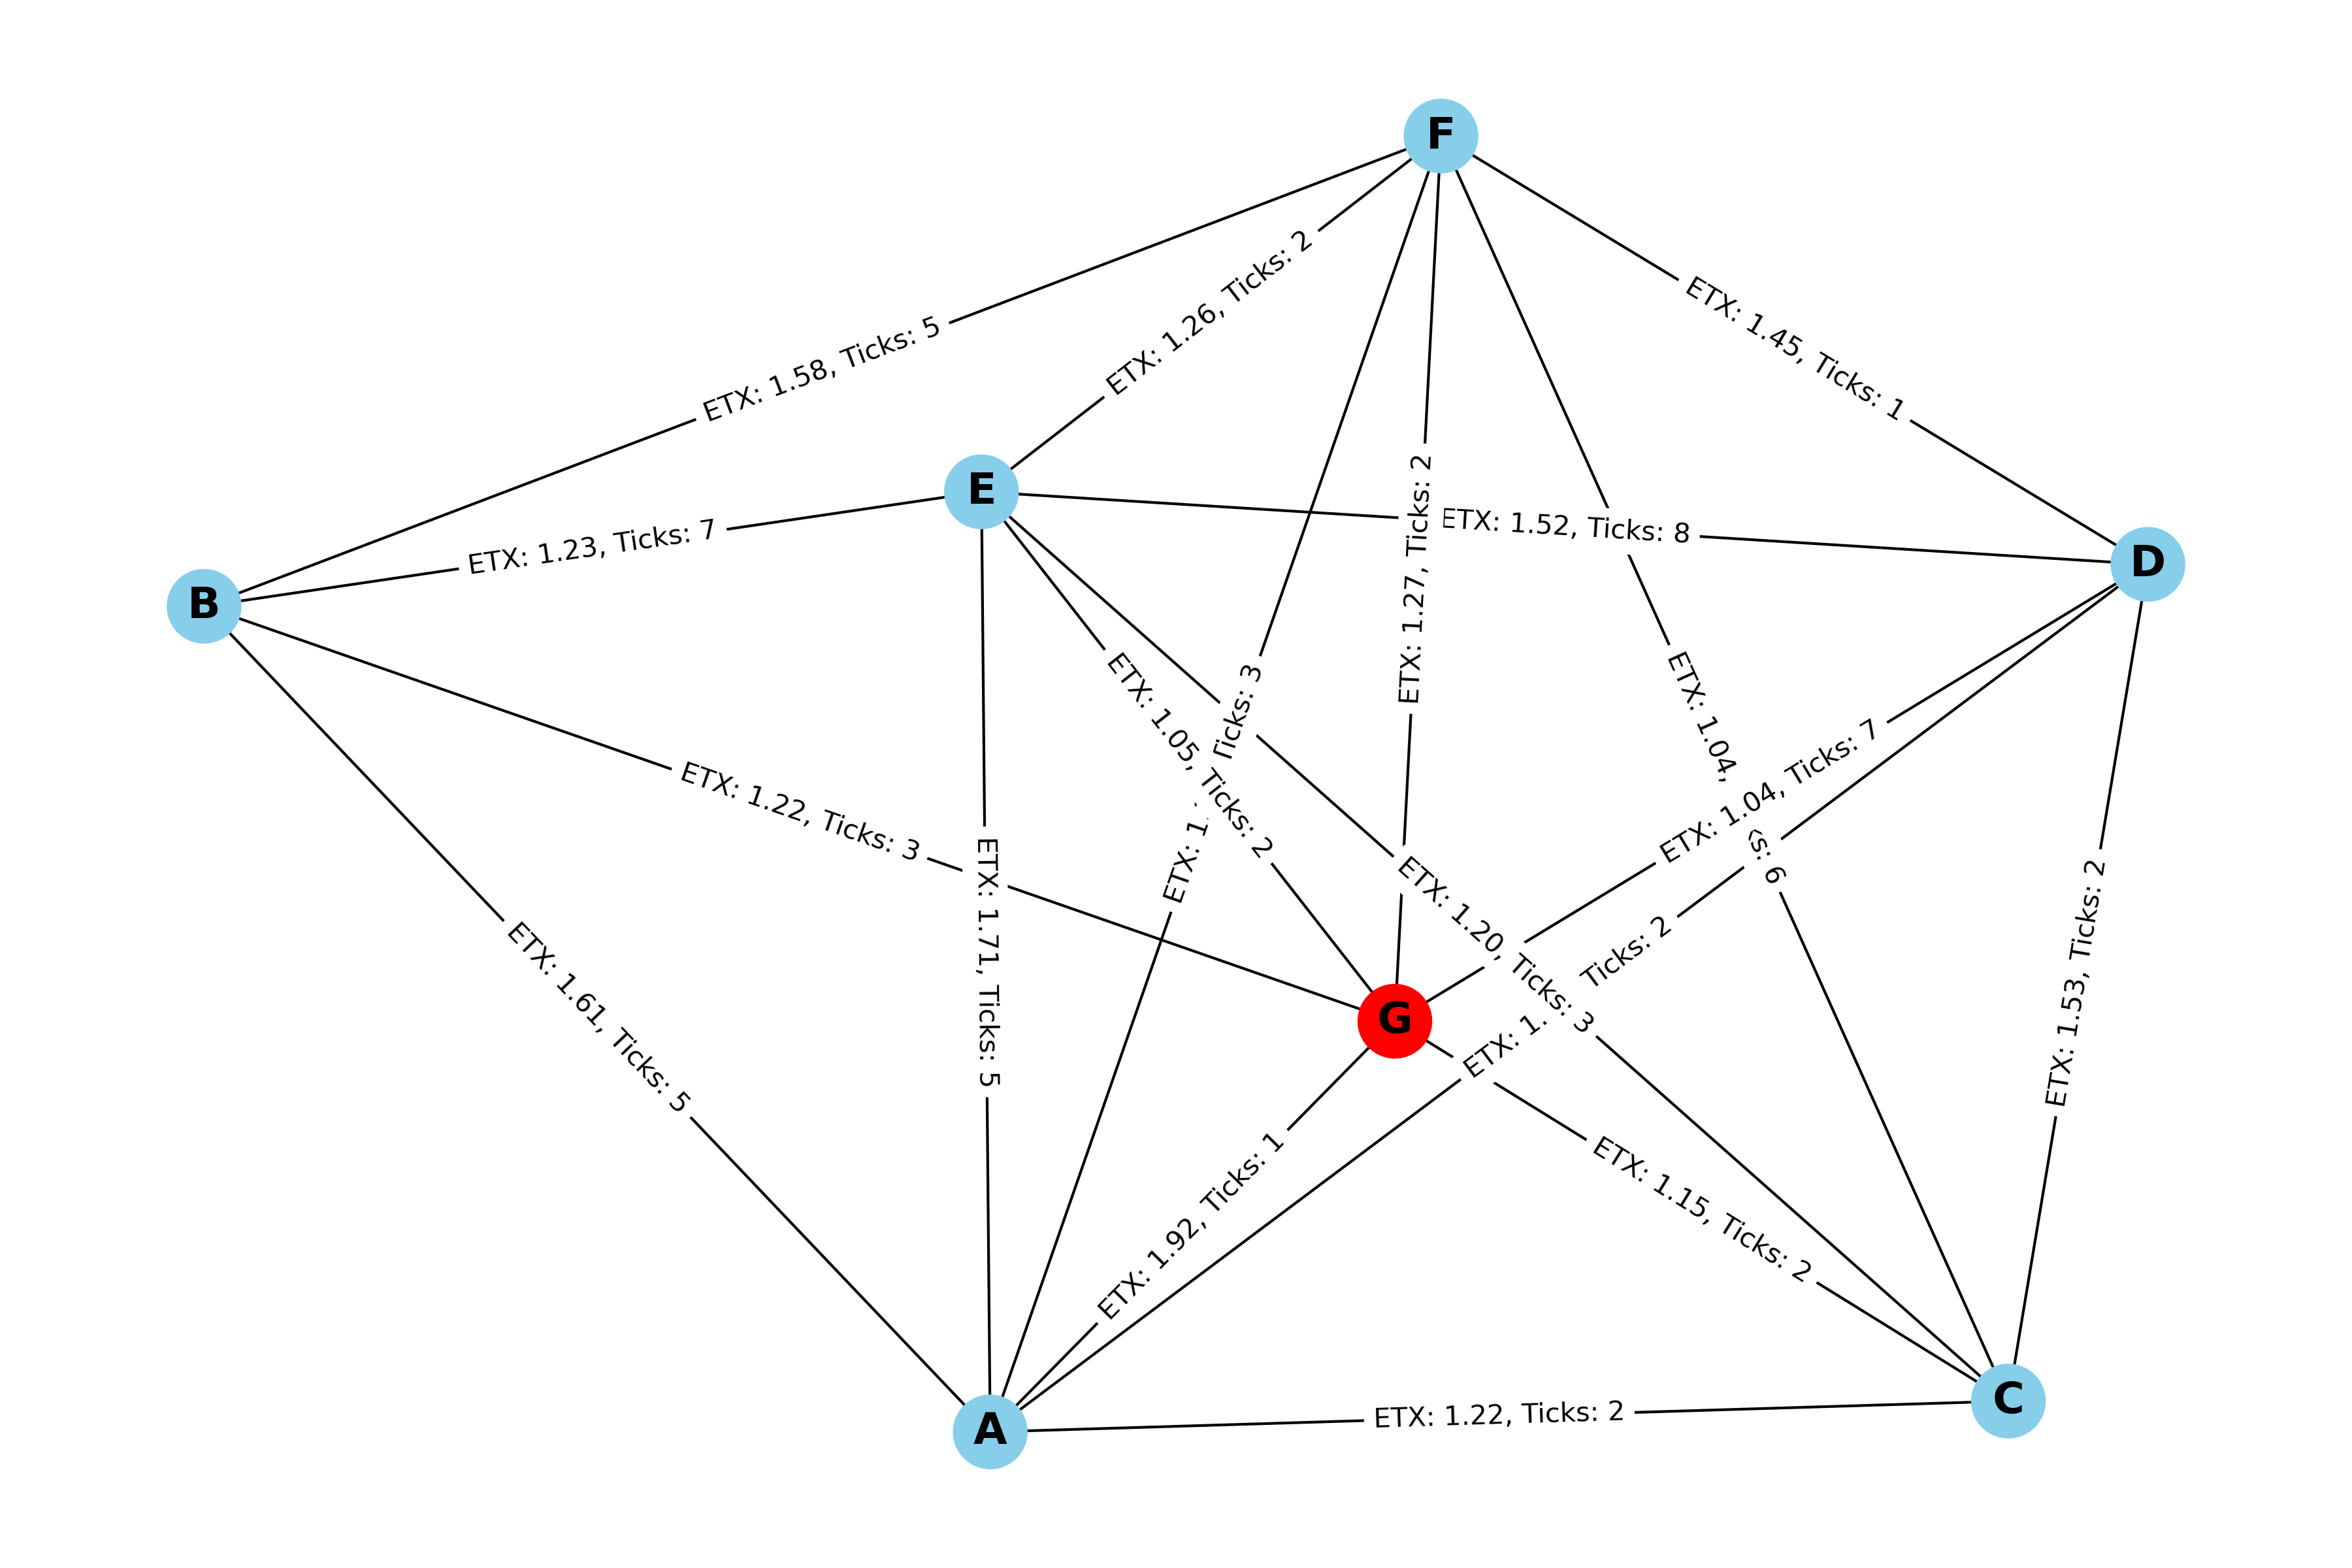 F
ETX: 1.45, Ticks: 1
ETX: 1.26, Ticks: 2
ETX: 1.58, Ticks: 5
E
ETX: 1.52, Ticks: 8
ETX: 1.23, Ticks: 7
D
ETX: 1.27, Ticks: 2
B
ETX: 1.05, Ticks: 2
ETX: 1. Ticks: 3
ETX: 1.04, 6
ETX: 1.04, Ticks: 7
ETX: 1.22, Ticks: 3
ETX: 1.20, Ticks: 3
ETX: 1.71, Ticks: 5
ETX: 1. Ticks: 2
ETX: 1.53, Ticks: 2
ETX: 1.61, Ticks: 5
G
ETX: 1.92, Ticks: 1
ETX: 1.15, Ticks: 2
C
ETX: 1.22, Ticks: 2
A